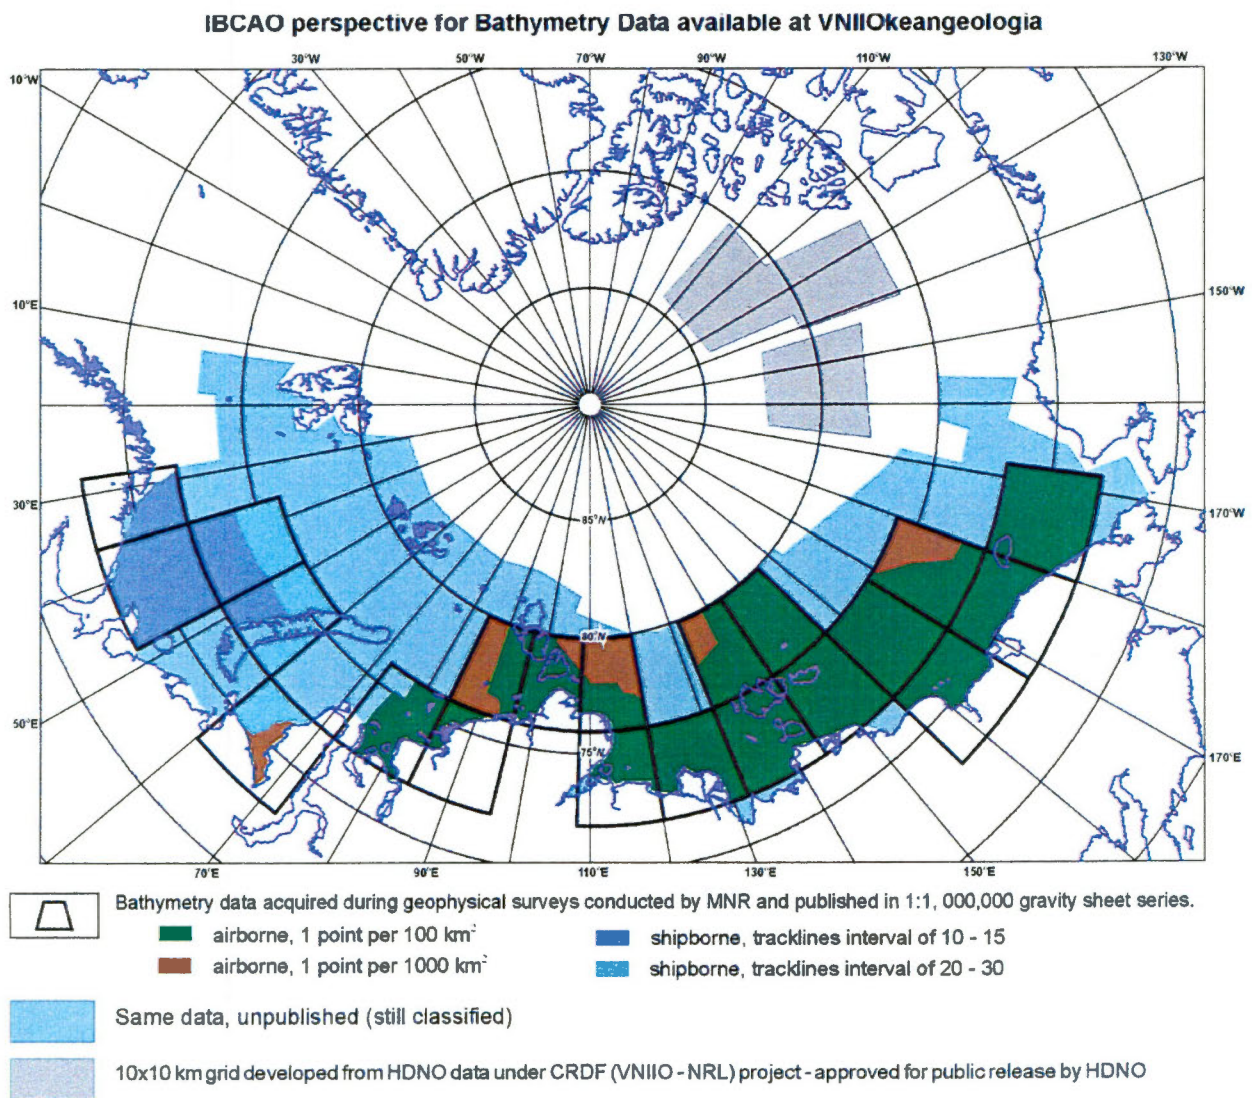 IBCAO perspective for Bathymetry Data available at VNIIOkeangeologia
30°W 50°W 70°W 90°W 110°W 130°W
10°W
10°E
150°W
30°E
85°N
170°W
80°N
50°E
75°N
170°E
70°E 90°E 110°E 130°E 150°E
Bathymetry data acquired during geophysical surveys conducted by MNR and published in 1:1, 000,000 gravity sheet series.
airborne, 1 point per 100 km² shipborne, tracklines interval of 10 - 15
airborne, 1 point per 1000 km² shipborne, tracklines interval of 20 - 30
Same data, unpublished (still classified)
10x10 km grid developed from HDNO data under CRDF (VNIIO - NRL) project - approved for public release by HDNO